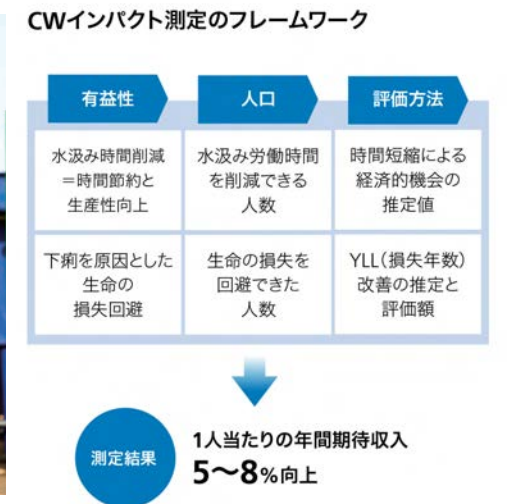 CWインパクト測定のフレームワーク
有益性
人口
評価方法
水汲み時間削減
＝時間節約と
生産性向上
水汲み労働時間
を削減できる
人数
時間短縮による
経済的機会の
推定値
下痢を原因とした
生命の
損失回避
生命の損失を
回避できた
人数
YLL（損失年数）
改善の推定と
評価額
測定結果
1人当たりの年間期待収入
5〜8%向上